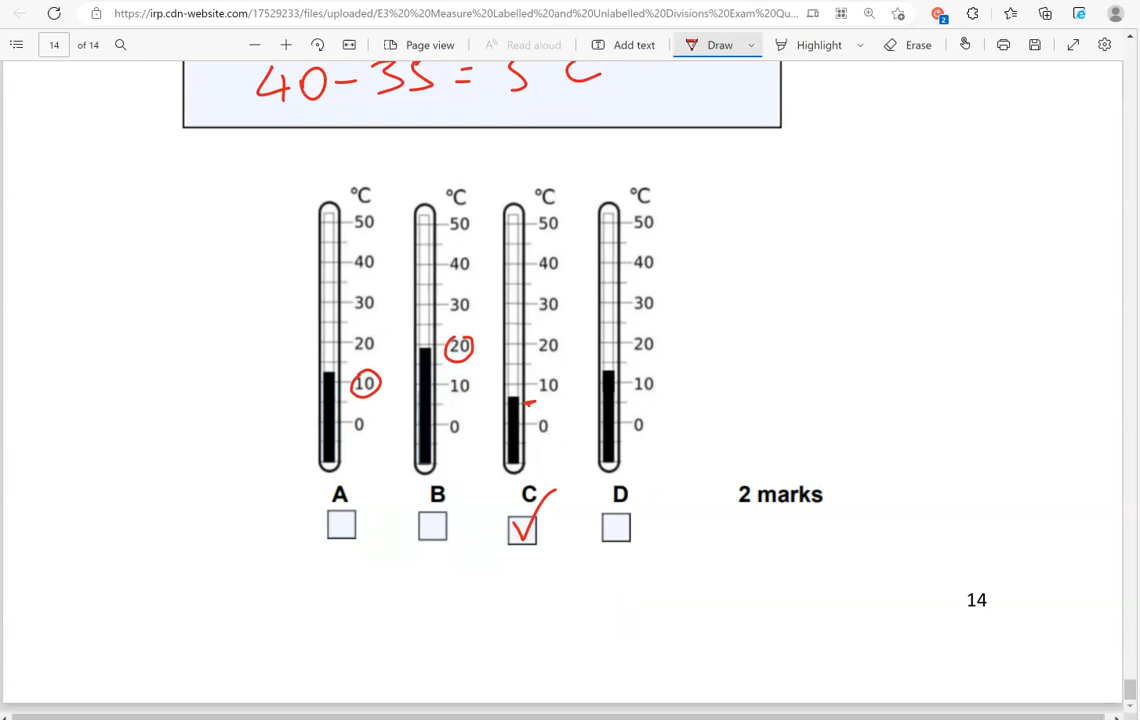 https://irp.cdn-website.com/17529233/files/uploaded/E3%20%20Measure%20Labelled%20and%20Unlabelled%20Divisions%20Exam%20Qu...
2
14 of 14
Page view
Read aloud
Add text
Draw
Highlight
Erase
40 - 35 = 5°C
°C °C °C °C
50 50 50 50
40 40 40 40
30 30 30 30
20 20 20 20
10 10 10 10
0 0 0 0
A B C D 2 marks
14